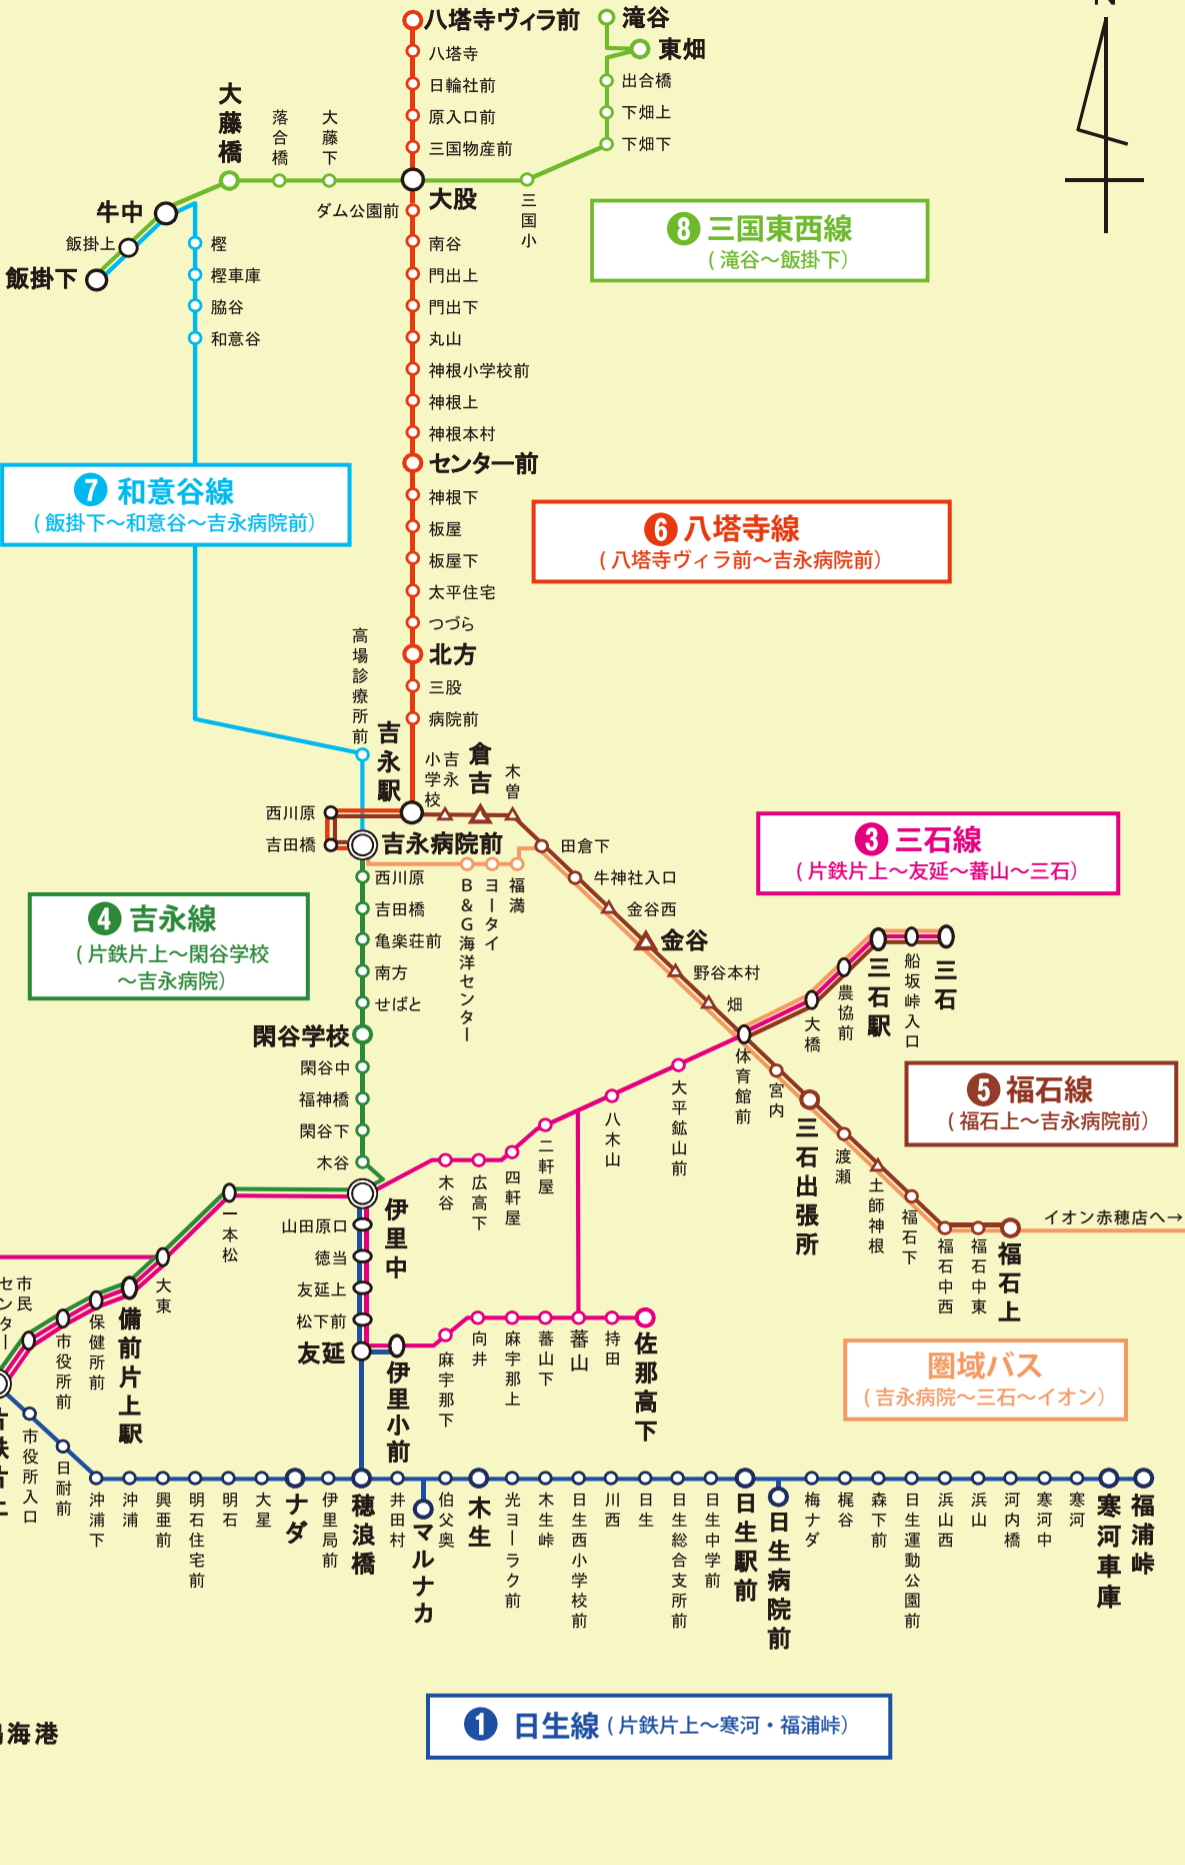 N
八塔寺ヴィラ前
八塔寺
日輪社前
原入口前
三国物産前
大股
滝谷
東畑
出合橋
下畑上
下畑下
三国小
大藤橋
落合橋
大藤下
牛中
飯掛上
飯掛下
樫
樫車庫
脇谷
和意谷
ダム公園前
南谷
門出上
門出下
丸山
神根小学校前
神根上
神根本村
センター前
神根下
板屋
板屋下
太平住宅
つづら
北方
三股
病院前
8 三国東西線
(滝谷〜飯掛下)
7 和意谷線
(飯掛下〜和意谷〜吉永病院前)
6 八塔寺線
(八塔寺ヴィラ前〜吉永病院前)
高場診療所前
吉永駅
吉永小学校
倉吉
木曽
西川原
吉田橋
吉永病院前
田倉下
牛神社入口
金谷西
金谷
野谷本村
畑
B&G海洋センター
ヨータイ
福満
3 三石線
(片鉄片上〜友延〜蕃山〜三石)
4 吉永線
(片鉄片上〜閑谷学校
〜吉永病院)
西川原
吉田橋
亀楽荘前
南方
せばと
閑谷学校
閑谷中
福神橋
閑谷下
木谷
三石
船坂峠入口
三石駅
農協前
大橋
体育館前
宮内
三石出張所
渡瀬
土師神根
福石下
福石中西
福石中東
福石上
イオン赤穂店へ→
5 福石線
(福石上〜吉永病院前)
大平鉱山前
八木山
二軒屋
四軒屋
広高下
木谷
伊里中
山田原口
徳当
友延上
松下前
友延
伊里小前
一本松
大東
備前片上駅
保健所前
市役所前
市民センター
麻宇那下
向井
麻宇那上
蕃山下
蕃山
持田
佐那高下
圏域バス
(吉永病院〜三石〜イオン)
片鉄片上
市役所入口
日耐前
沖浦下
沖浦
興亜前
明石住宅前
明石
大星
ナダ
伊里局前
穂浪橋
井田村
マルナカ
伯父奥
木生
光ヨーラク前
木生峠
日生西小学校前
川西
日生
日生総合支所前
日生中学前
日生駅前
日生病院前
梅ナダ
梶谷
森下前
日生運動公園前
浜山西
浜山
河内橋
寒河中
寒河
寒河車庫
福浦峠
1 日生線(片鉄片上〜寒河・福浦峠)
海港